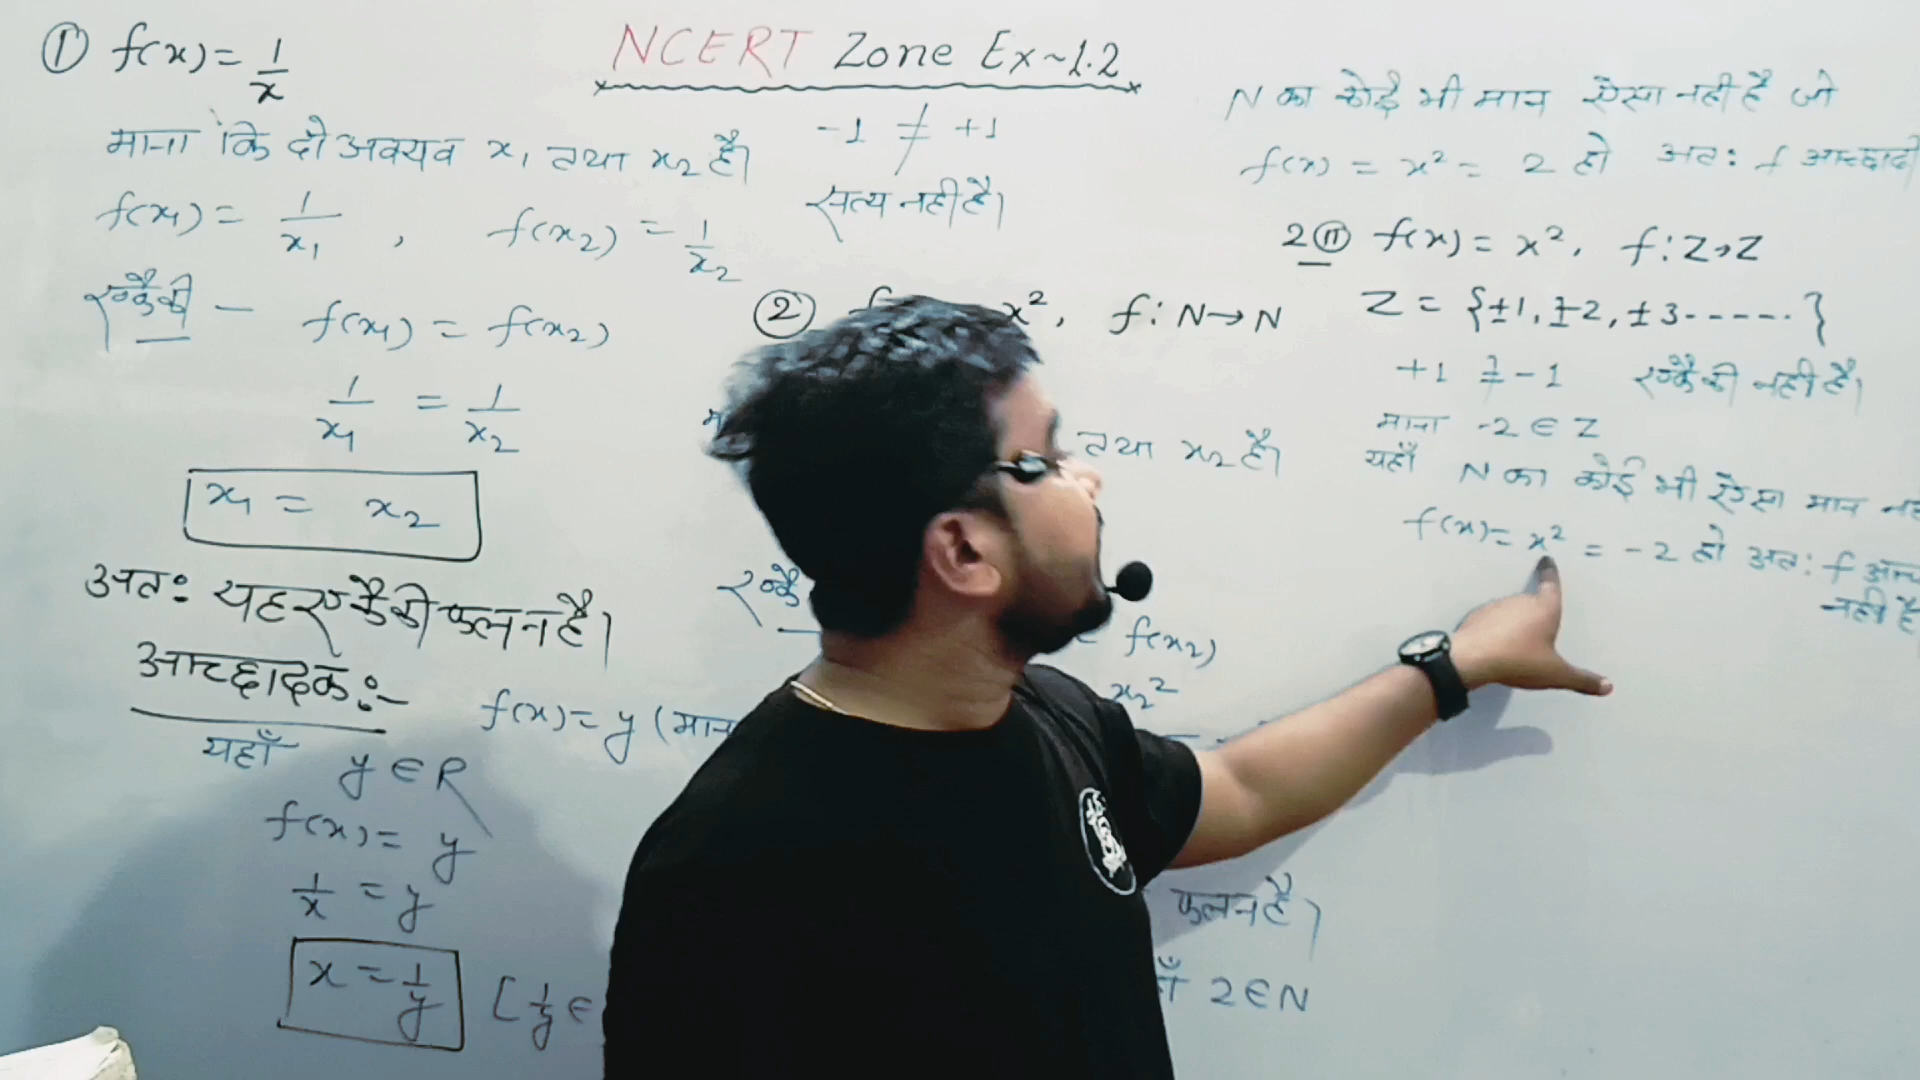 NCERT Zone Ex~1.2
① f(x) = 1/x
माना कि दो अवयव x₁ तथा x₂ है।
f(x₁) = 1/x₁ , f(x₂) = 1/x₂
एकैकी – f(x₁) = f(x₂)
1/x₁ = 1/x₂
x₁ = x₂
अतः यह एकैकी फलन है।
आच्छादक :-
f(x) = y (मान
यहाँ y ∈ R
f(x) = y
1/x = y
x = 1/y [1/y ∈
-1 ≠ +1
सत्य नही है।
② f x², f : N → N
तथा x₂ है।
एकै
f(x₂)
x₂²
फलन है।
2 ∈ N
N का कोई भी मान ऐसा नही है जो
f(x) = x² = 2 हो अतः f आच्छादी
2 ⑪ f(x) = x², f : Z → Z
Z = {±1, ±2, ±3-----}
+1 ≠ -1 एकैकी नही है।
माना -2 ∈ Z
यहाँ N का कोई भी ऐसा मान
f(x) = x² = -2 हो अतः f
नही है